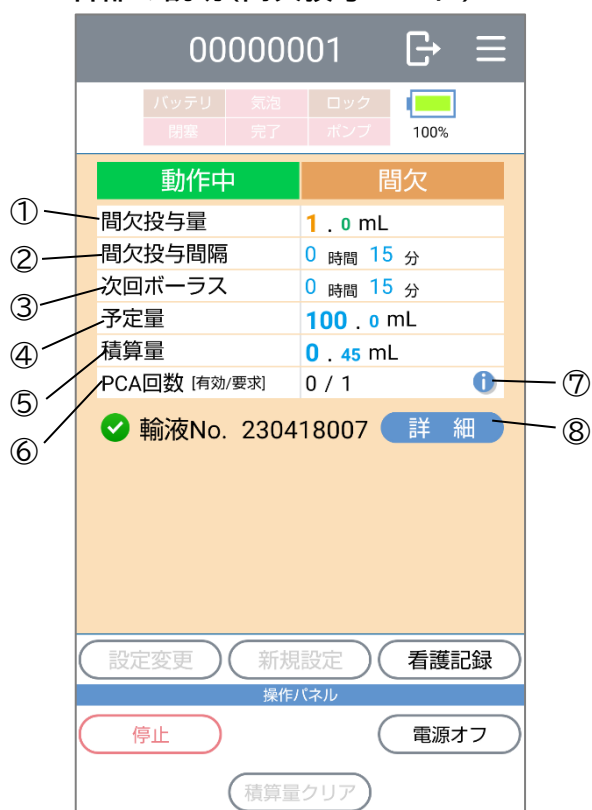 00000001
バッテリ 気泡 ロック
閉塞 完了 ポンプ 100%
動作中 間欠
① 間欠投与量 1.0 mL
② 間欠投与間隔 0 時間 15 分
③ 次回ボーラス 0 時間 15 分
④ 予定量 100.0 mL
⑤ 積算量 0.45 mL
⑥ PCA回数 [有効/要求] 0 / 1 i ⑦
輸液No. 230418007 詳 細 ⑧
設定変更 新規設定 看護記録
操作パネル
停止 電源オフ
積算量クリア